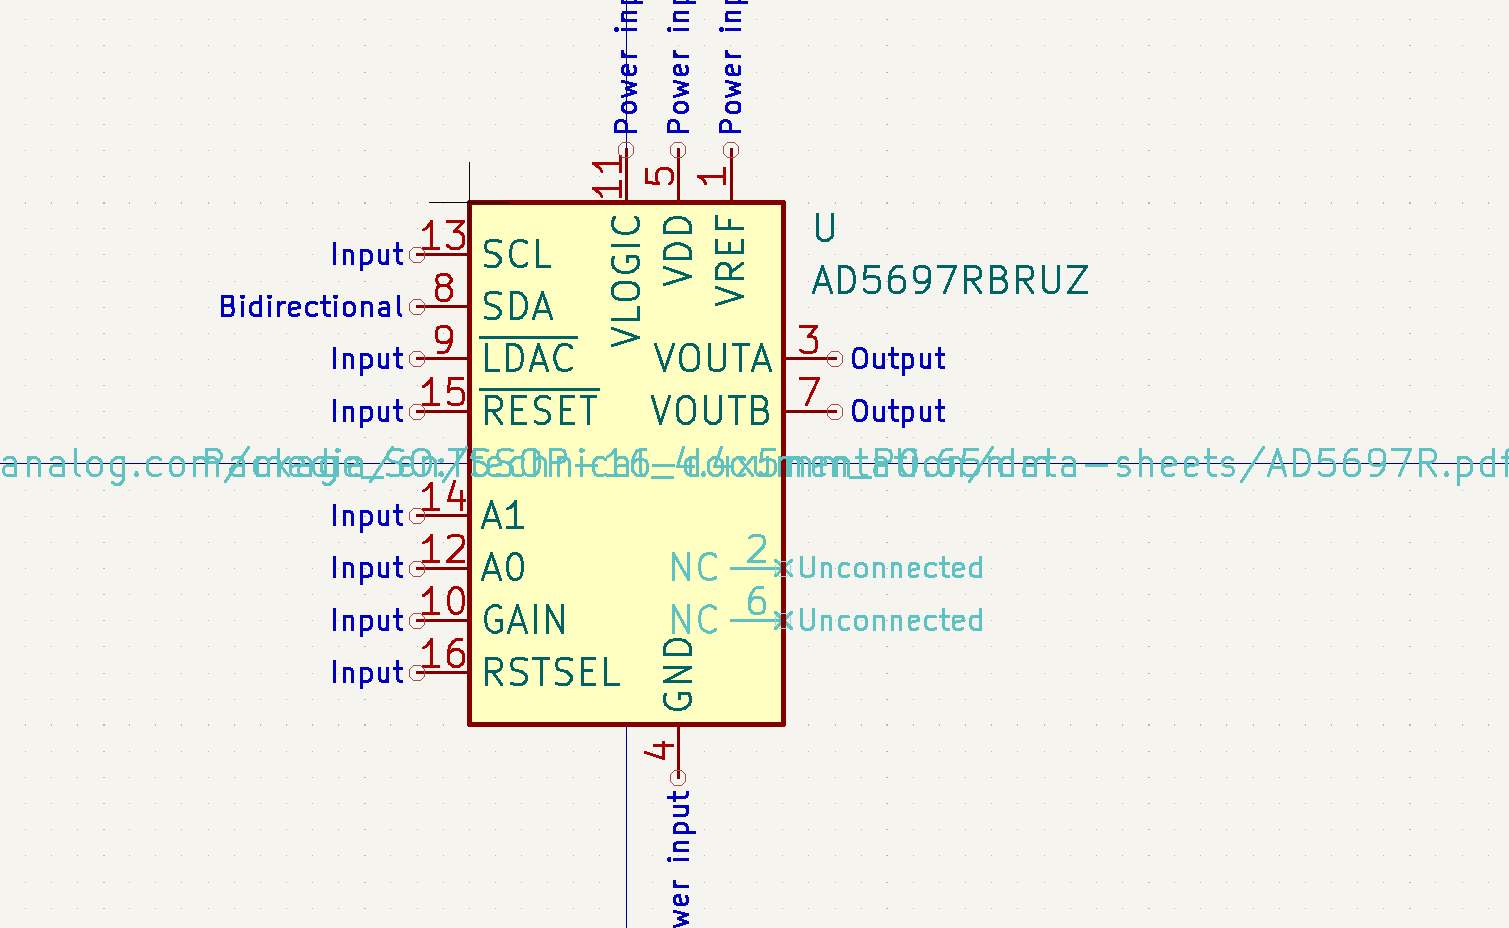 Power inp
Power inp
Power inp
11
5
1
VLOGIC
VDD
VREF
U
AD5697RBRUZ
Input 13 SCL
Bidirectional 8 SDA
Input 9 LDAC
VOUTA 3 Output
Input 15 RESET
VOUTB 7 Output
analog.com/media/en/technical-documentation/data-sheets/AD5697R.pdf
Package_SO:TSSOP-16_4.4x5mm_P0.65mm
Input 14 A1
Input 12 A0
NC 2 Unconnected
Input 10 GAIN
NC 6 Unconnected
Input 16 RSTSEL
GND
4
wer input